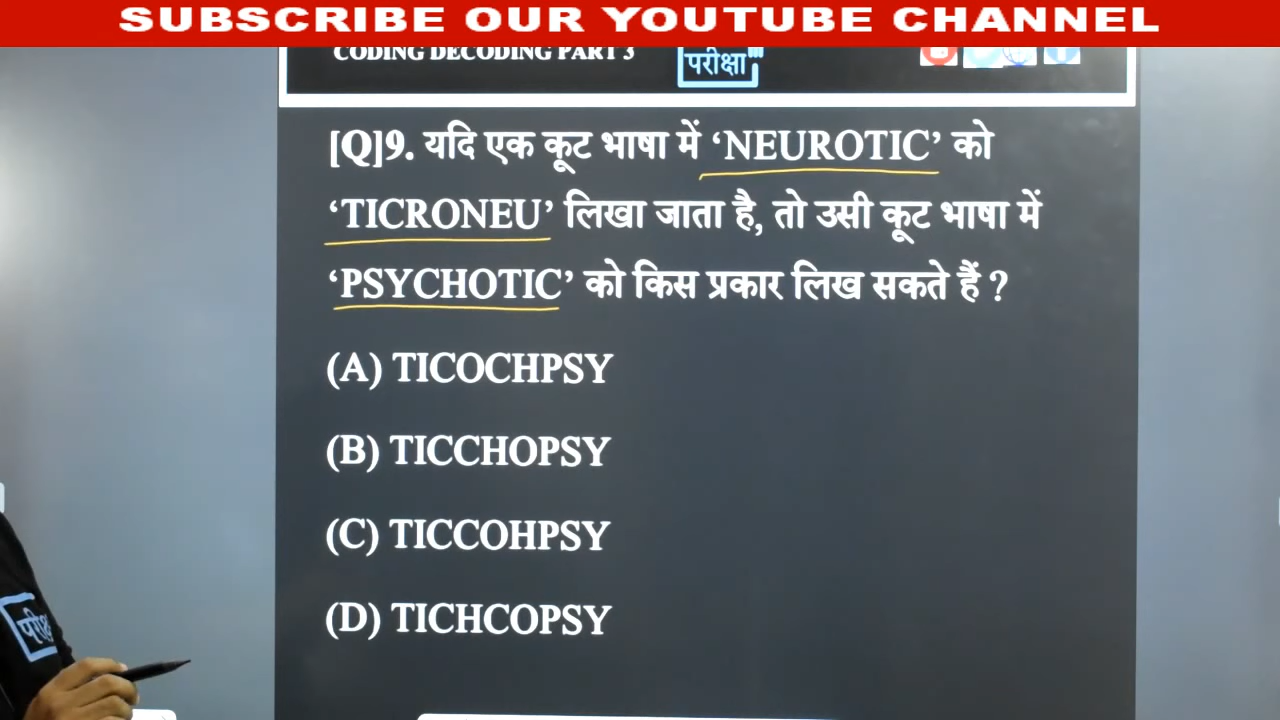 SUBSCRIBE OUR YOUTUBE CHANNEL
CODING DECODING PART 3
परीक्षा
[Q]9. यदि एक कूट भाषा में ‘NEUROTIC’ को
‘TICRONEU’ लिखा जाता है, तो उसी कूट भाषा में
‘PSYCHOTIC’ को किस प्रकार लिख सकते हैं ?
(A) TICOCHPSY
(B) TICCHOPSY
(C) TICCOHPSY
(D) TICHCOPSY